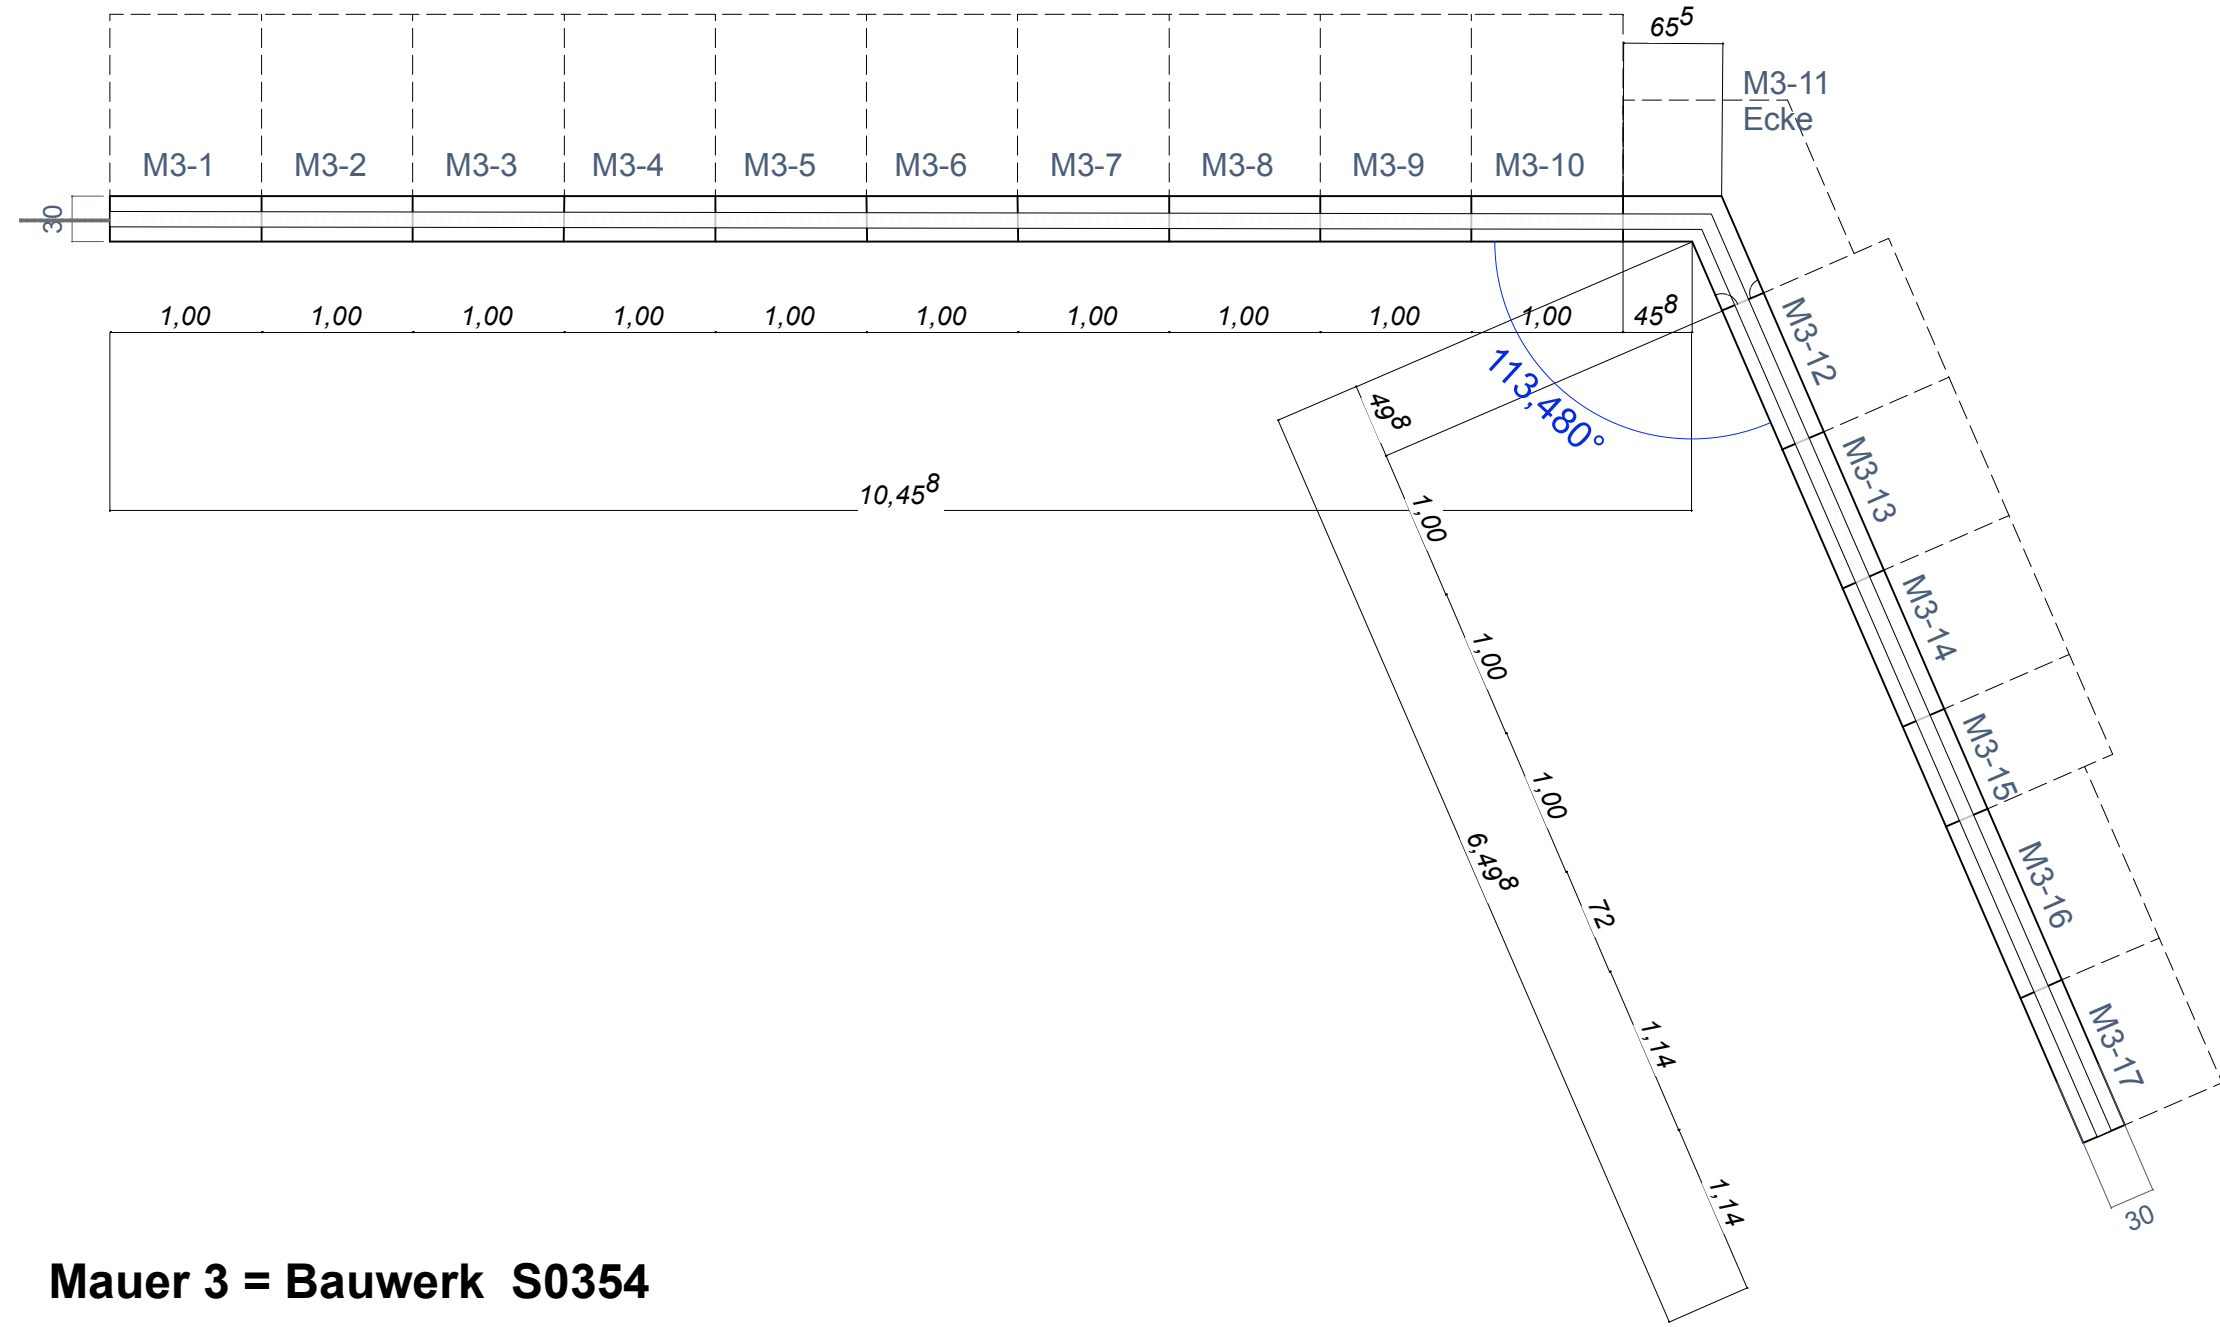 65⁵
M3-11
Ecke
M3-1 M3-2 M3-3 M3-4 M3-5 M3-6 M3-7 M3-8 M3-9 M3-10
30
1,00 1,00 1,00 1,00 1,00 1,00 1,00 1,00 1,00 1,00 45⁸
113,480°
10,45⁸
M3-12
M3-13
M3-14
M3-15
M3-16
M3-17
49⁸
1,00
1,00
1,00
72
1,14
1,14
6,49⁸
30
Mauer 3 = Bauwerk S0354